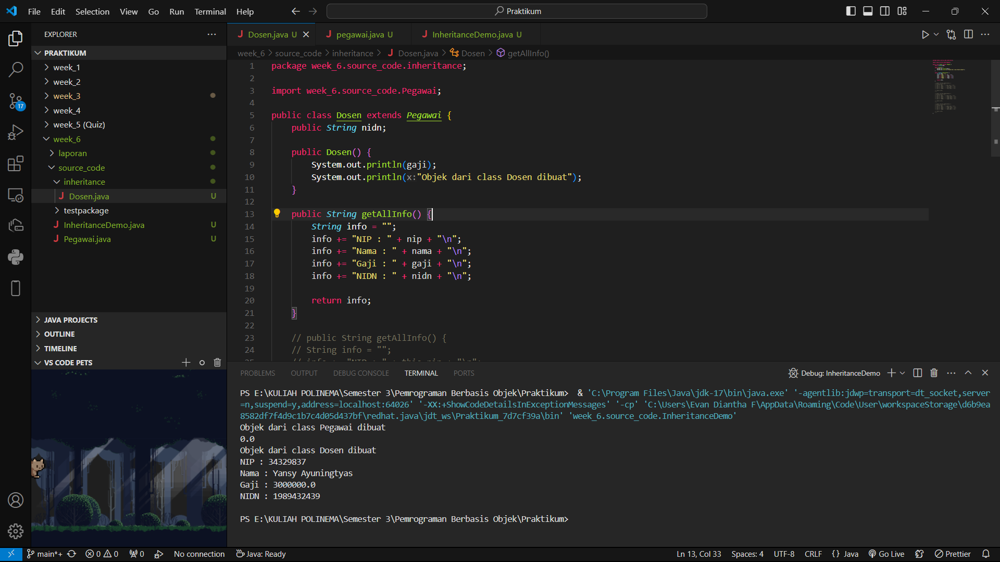 File Edit Selection View Go Run Terminal Help
Praktikum
EXPLORER
PRAKTIKUM
week_1
week_2
week_3
week_4
week_5 (Quiz)
week_6
laporan
source_code
inheritance
J Dosen.java U
testpackage
J InheritanceDemo.java U
J Pegawai.java U
JAVA PROJECTS
OUTLINE
TIMELINE
VS CODE PETS
17
J Dosen.java U
J pegawai.java U
J InheritanceDemo.java U
week_6 > source_code > inheritance > J Dosen.java > Dosen > getAllInfo()
1 package week_6.source_code.inheritance;
2
3 import week_6.source_code.Pegawai;
4
5 public class Dosen extends Pegawai {
6 public String nidn;
7
8 public Dosen() {
9 System.out.println(gaji);
10 System.out.println(x:"Objek dari class Dosen dibuat");
11 }
12
13 public String getAllInfo() {
14 String info = "";
15 info += "NIP : " + nip + "\n";
16 info += "Nama : " + nama + "\n";
17 info += "Gaji : " + gaji + "\n";
18 info += "NIDN : " + nidn + "\n";
19
20 return info;
21 }
22
23 // public String getAllInfo() {
24 // String info = "";
25 // info += "NIP : " + this.nip + "\n";
PROBLEMS OUTPUT DEBUG CONSOLE TERMINAL PORTS
Debug: InheritanceDemo
PS E:\KULIAH POLINEMA\Semester 3\Pemrograman Berbasis Objek\Praktikum> & 'C:\Program Files\Java\jdk-17\bin\java.exe' '-agentlib:jdwp=transport=dt_socket,server
=n,suspend=y,address=localhost:64026' '-XX:+ShowCodeDetailsInExceptionMessages' '-cp' 'C:\Users\Evan Diantha F\AppData\Roaming\Code\User\workspaceStorage\d6b9ea
8582df7f4d9c1b7c4d05d437bf\redhat.java\jdt_ws\Praktikum_7d7cf39a\bin' 'week_6.source_code.InheritanceDemo'
Objek dari class Pegawai dibuat
0.0
Objek dari class Dosen dibuat
NIP : 34329837
Nama : Yansy Ayuningtyas
Gaji : 3000000.0
NIDN : 1989432439
PS E:\KULIAH POLINEMA\Semester 3\Pemrograman Berbasis Objek\Praktikum>
main*+ 0 0 0 No connection Java: Ready Ln 13, Col 33 Spaces: 4 UTF-8 CRLF {} Java Go Live Prettier